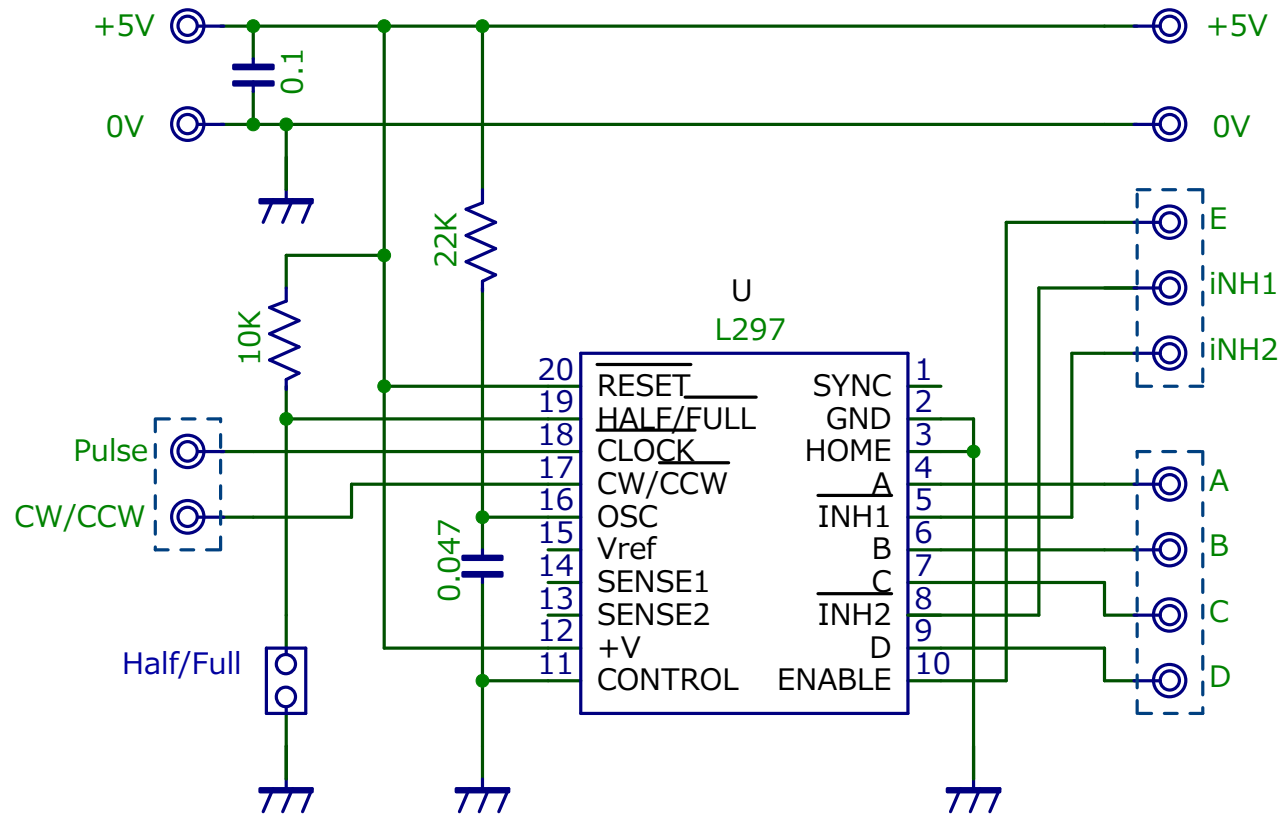 +5V
+5V
0.1
0V
0V
22K
E
iNH1
iNH2
10K
U
L297
20 RESET SYNC 1
19 HALF/FULL GND 2
18 CLOCK HOME 3
17 CW/CCW A 4
16 OSC INH1 5
15 Vref B 6
14 SENSE1 C 7
13 SENSE2 INH2 8
12 +V D 9
11 CONTROL ENABLE 10
Pulse
CW/CCW
0.047
A
B
C
D
Half/Full